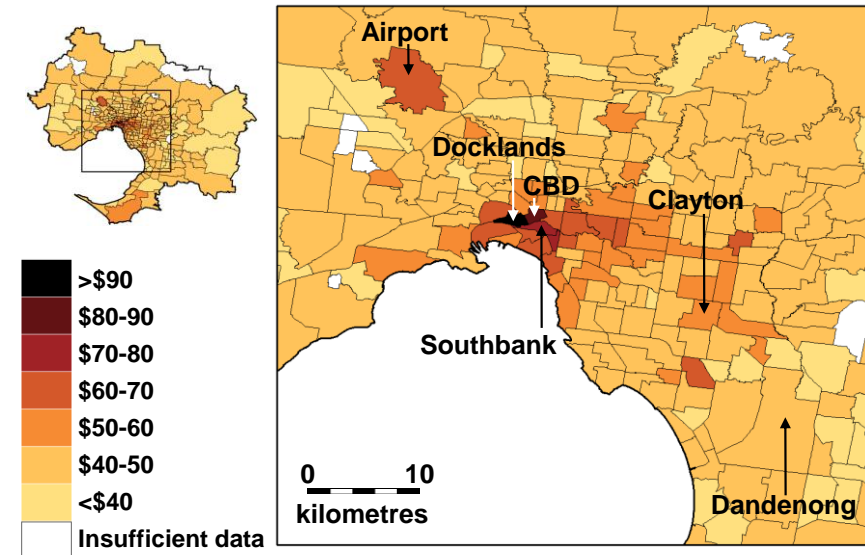 Airport
Docklands
CBD
Clayton
Southbank
Dandenong
0 10
kilometres
>$90
$80-90
$70-80
$60-70
$50-60
$40-50
<$40
Insufficient data